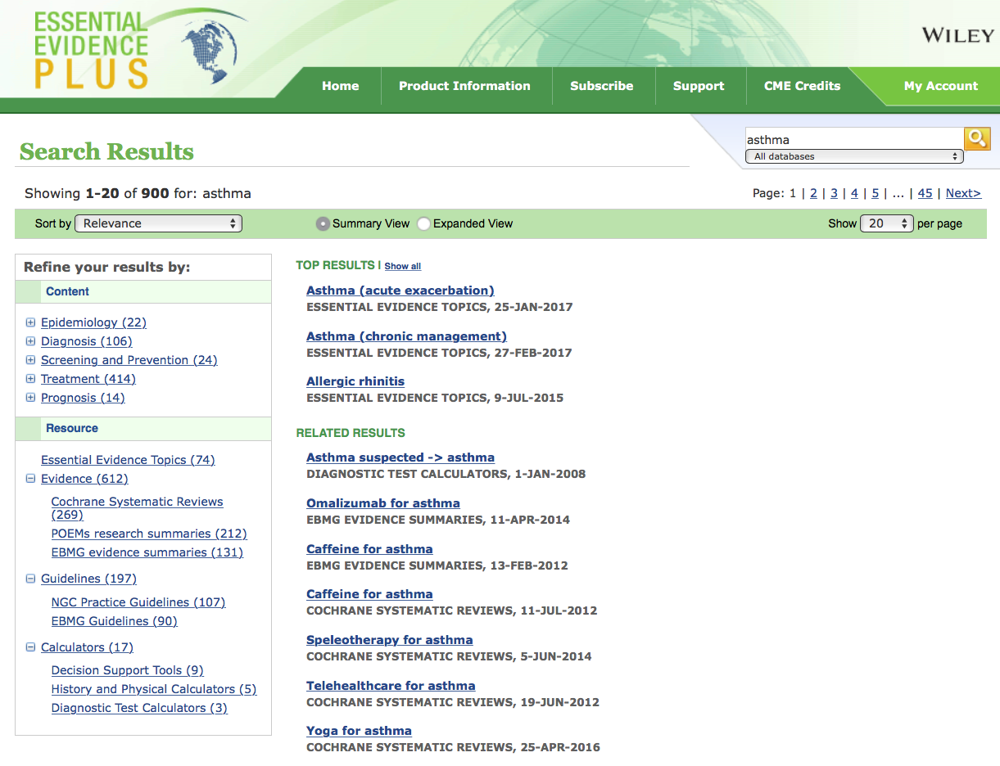 ESSENTIAL
EVIDENCE
PLUS
WILEY
Home
Product Information
Subscribe
Support
CME Credits
My Account
Search Results
asthma
All databases
Showing 1-20 of 900 for: asthma
Page: 1 | 2 | 3 | 4 | 5 | ... | 45 | Next>
Sort by Relevance
Summary View Expanded View
Show 20 per page
Refine your results by:
Content
Epidemiology (22)
Diagnosis (106)
Screening and Prevention (24)
Treatment (414)
Prognosis (14)
Resource
Essential Evidence Topics (74)
Evidence (612)
Cochrane Systematic Reviews
(269)
POEMs research summaries (212)
EBMG evidence summaries (131)
Guidelines (197)
NGC Practice Guidelines (107)
EBMG Guidelines (90)
Calculators (17)
Decision Support Tools (9)
History and Physical Calculators (5)
Diagnostic Test Calculators (3)
TOP RESULTS | Show all
Asthma (acute exacerbation)
ESSENTIAL EVIDENCE TOPICS, 25-JAN-2017
Asthma (chronic management)
ESSENTIAL EVIDENCE TOPICS, 27-FEB-2017
Allergic rhinitis
ESSENTIAL EVIDENCE TOPICS, 9-JUL-2015
RELATED RESULTS
Asthma suspected -> asthma
DIAGNOSTIC TEST CALCULATORS, 1-JAN-2008
Omalizumab for asthma
EBMG EVIDENCE SUMMARIES, 11-APR-2014
Caffeine for asthma
EBMG EVIDENCE SUMMARIES, 13-FEB-2012
Caffeine for asthma
COCHRANE SYSTEMATIC REVIEWS, 11-JUL-2012
Speleotherapy for asthma
COCHRANE SYSTEMATIC REVIEWS, 5-JUN-2014
Telehealthcare for asthma
COCHRANE SYSTEMATIC REVIEWS, 19-JUN-2012
Yoga for asthma
COCHRANE SYSTEMATIC REVIEWS, 25-APR-2016